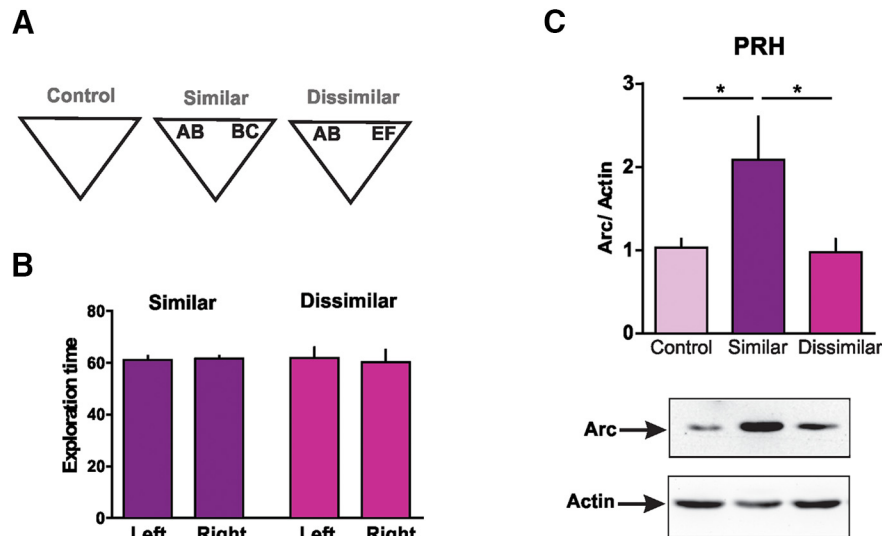 A
Control
Similar
Dissimilar
AB BC
AB EF
B
Similar
Dissimilar
Exploration time
80
60
40
20
0
Left
Right
Left
Right
C
PRH
Arc/ Actin
3
2
1
0
*
*
Control
Similar
Dissimilar
Arc
Actin